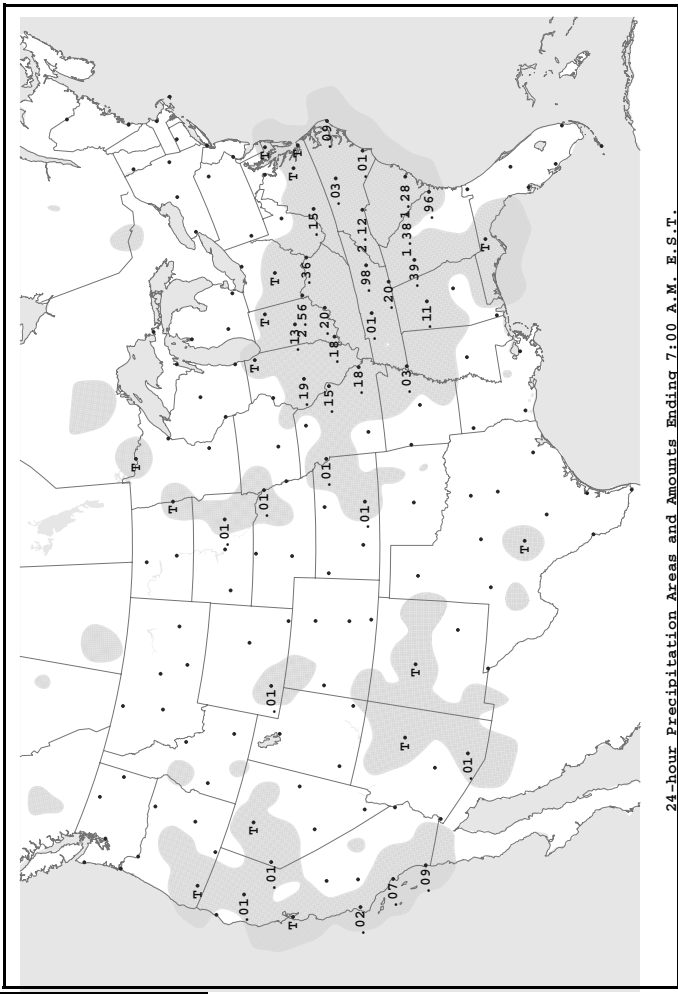 T
T
T
.01
.01
T
T
.01
.01
.01
T
T
T
T
T
T
.13
2.56
.36
.19
.15
.20
.15
.01
.18
.03
.09
.02
.01
.18
.01
.98
2.12
.01
.07
.20
T
.03
1.38
1.28
.39
T
.09
.11
.96
.01
T
T
24-hour Precipitation Areas and Amounts Ending 7:00 A.M. E.S.T.